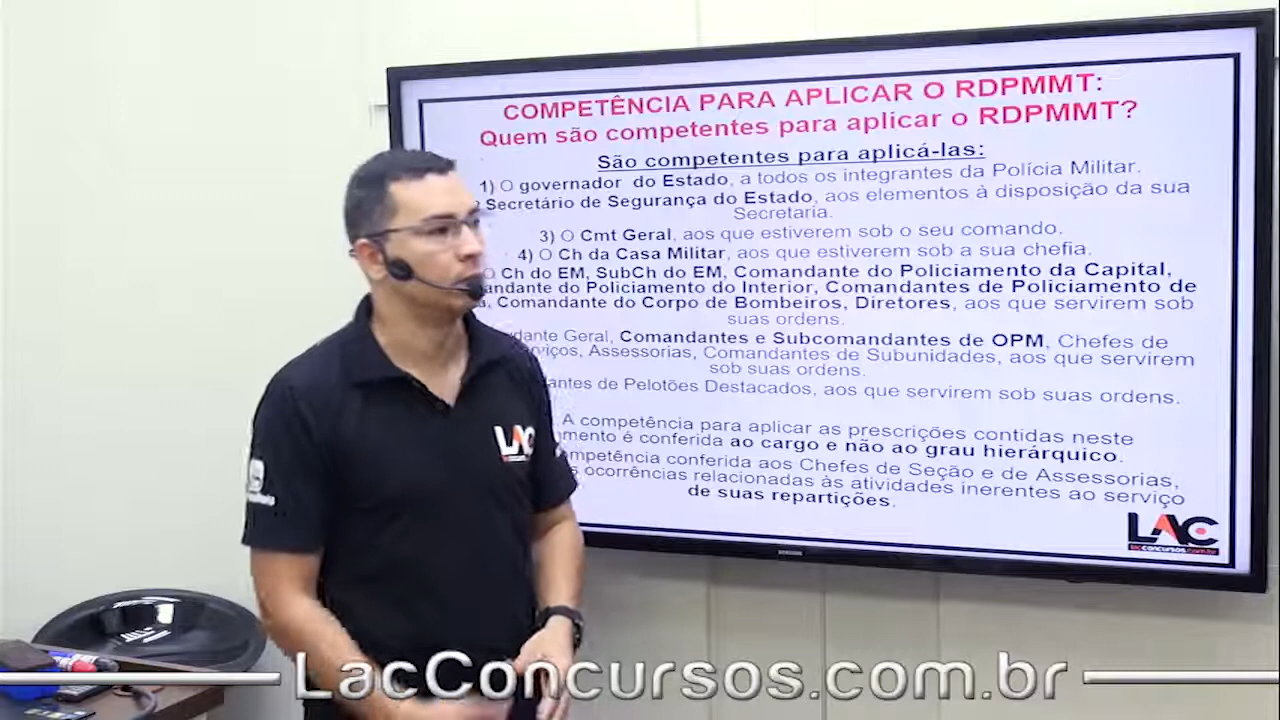 COMPETÊNCIA PARA APLICAR O RDPMMT:
Quem são competentes para aplicar o RDPMMT?
São competentes para aplicá-las:
1) O governador do Estado, a todos os integrantes da Polícia Militar.
Secretário de Segurança do Estado, aos elementos à disposição da sua
Secretaria.
3) O Cmt Geral, aos que estiverem sob o seu comando.
4) O Ch da Casa Militar, aos que estiverem sob a sua chefia.
O Ch do EM, SubCh do EM, Comandante do Policiamento da Capital,
do Policiamento do Interior, Comandantes de Policiamento de
Comandante do Corpo de Bombeiros, Diretores, aos que servirem sob
suas ordens.
Geral, Comandantes e Subcomandantes de OPM, Chefes de
Assessorias, Comandantes de Subunidades, aos que servirem
sob suas ordens.
de Pelotões Destacados, aos que servirem sob suas ordens.
A competência para aplicar as prescrições contidas neste
é conferida ao cargo e não ao grau hierárquico.
conferida aos Chefes de Seção e de Assessorias,
ocorrências relacionadas às atividades inerentes ao serviço
de suas repartições.
LAC
lacconcursos.com.br
SAMSUNG
LAC
LacConcursos.com.br